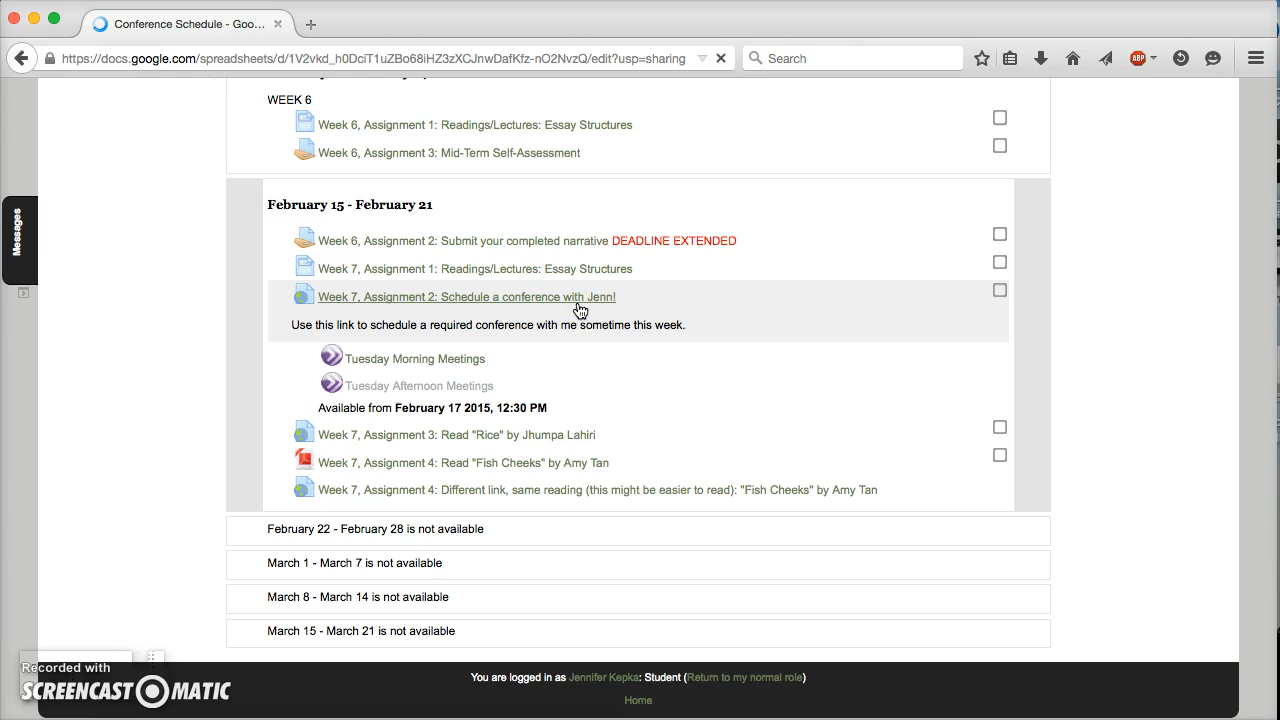 Conference Schedule - Goo...
https://docs.google.com/spreadsheets/d/1V2vkd_h0DciT1uZBo68iHZ3zXCJnwDafKfz-nO2NvzQ/edit?usp=sharing
Search
ABP
WEEK 6
Week 6, Assignment 1: Readings/Lectures: Essay Structures
Week 6, Assignment 3: Mid-Term Self-Assessment
Messages
February 15 - February 21
Week 6, Assignment 2: Submit your completed narrative DEADLINE EXTENDED
Week 7, Assignment 1: Readings/Lectures: Essay Structures
Week 7, Assignment 2: Schedule a conference with Jenn!
Use this link to schedule a required conference with me sometime this week.
Tuesday Morning Meetings
Tuesday Afternoon Meetings
Available from February 17 2015, 12:30 PM
Week 7, Assignment 3: Read "Rice" by Jhumpa Lahiri
Week 7, Assignment 4: Read "Fish Cheeks" by Amy Tan
Week 7, Assignment 4: Different link, same reading (this might be easier to read): "Fish Cheeks" by Amy Tan
February 22 - February 28 is not available
March 1 - March 7 is not available
March 8 - March 14 is not available
March 15 - March 21 is not available
Recorded with
SCREENCAST O MATIC
You are logged in as Jennifer Kepka: Student (Return to my normal role)
Home